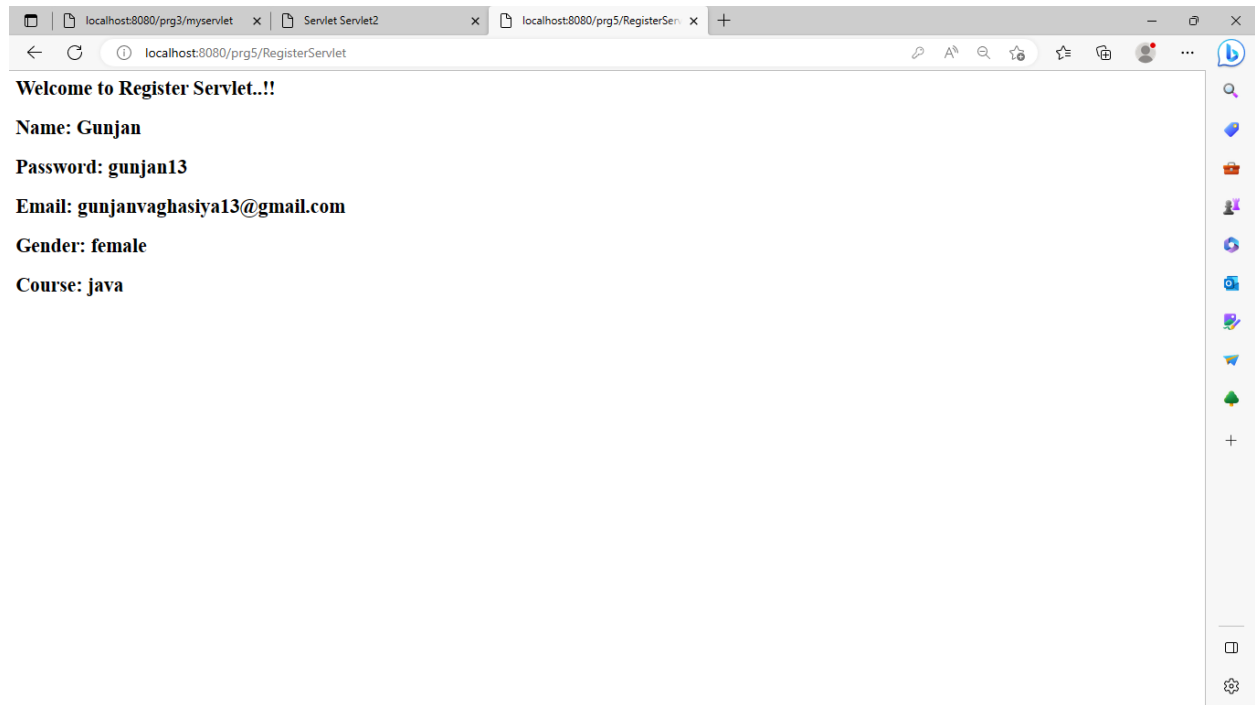 localhost:8080/prg3/myservlet
Servlet Servlet2
localhost:8080/prg5/RegisterSer
localhost:8080/prg5/RegisterServlet
Welcome to Register Servlet..!!
Name: Gunjan
Password: gunjan13
Email: gunjanvaghasiya13@gmail.com
Gender: female
Course: java